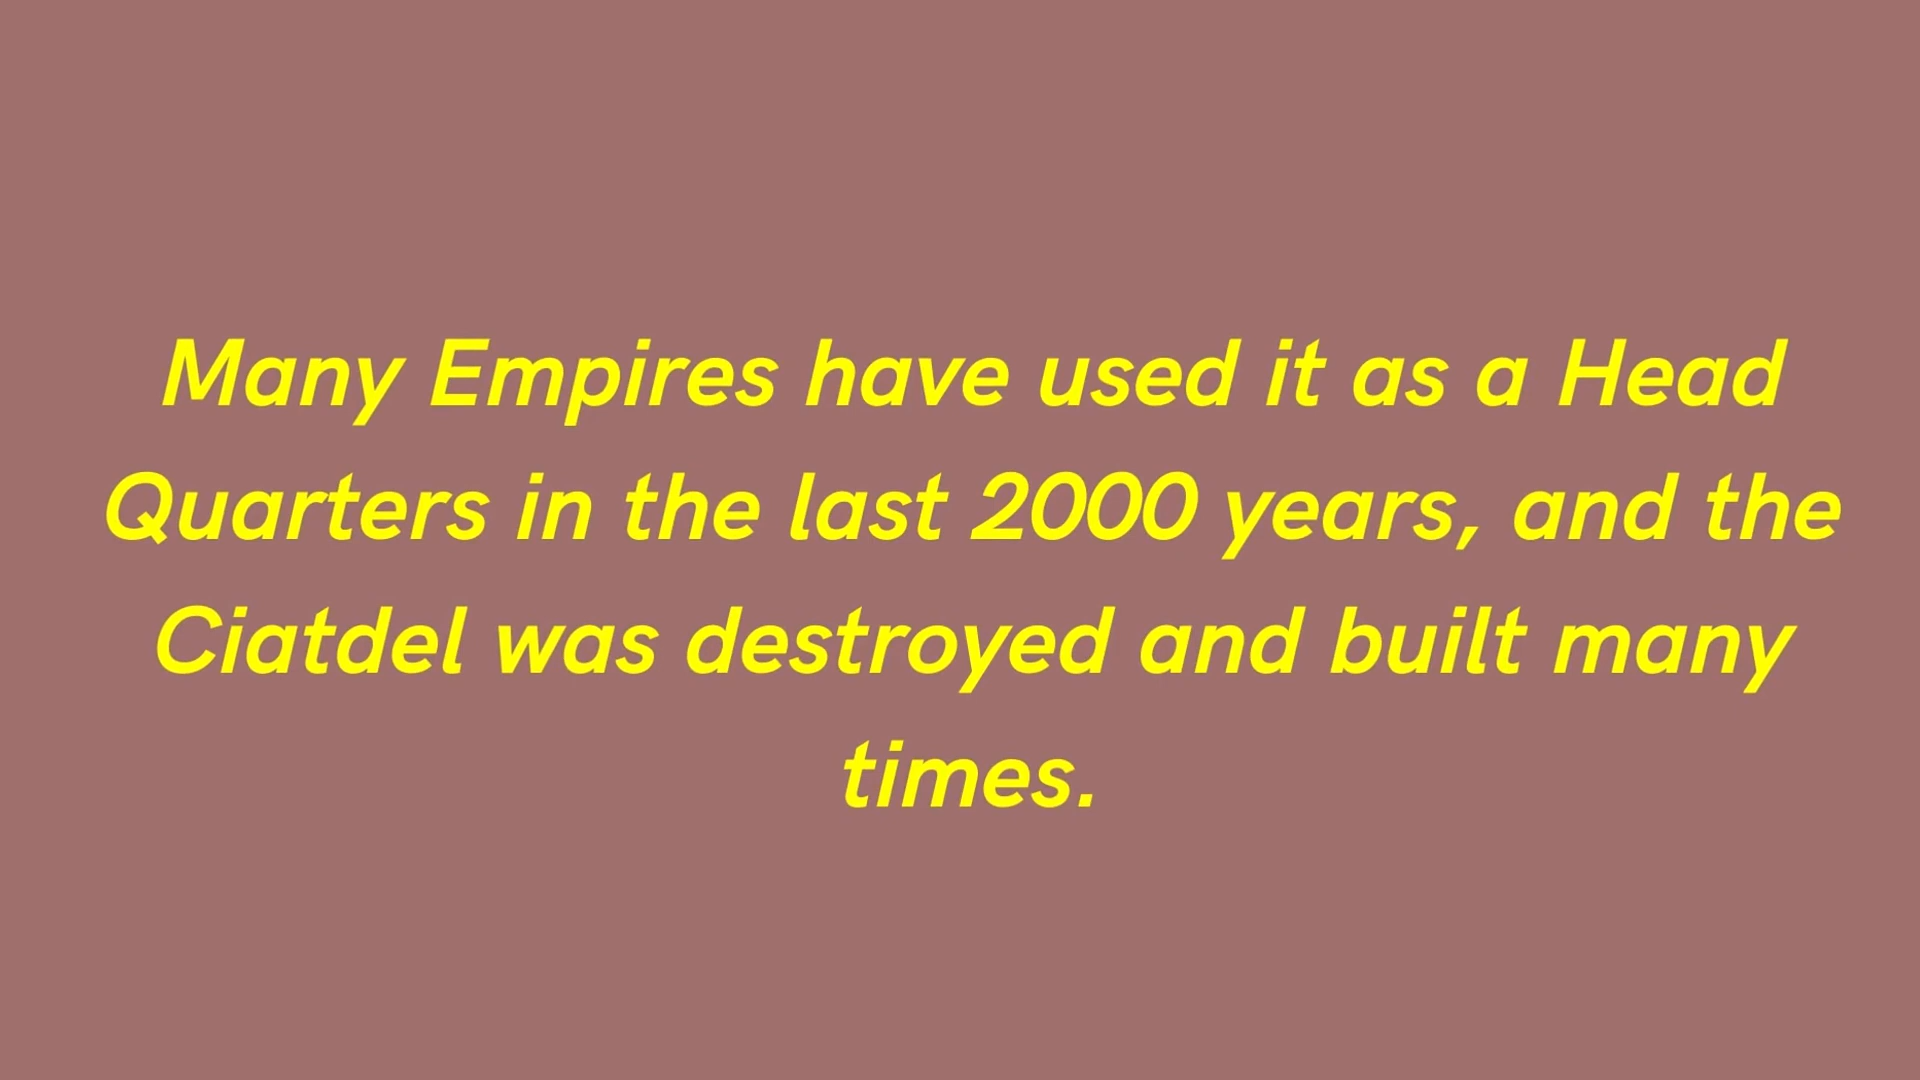 Many Empires have used it as a Head
Quarters in the last 2000 years, and the
Ciatdel was destroyed and built many
times.